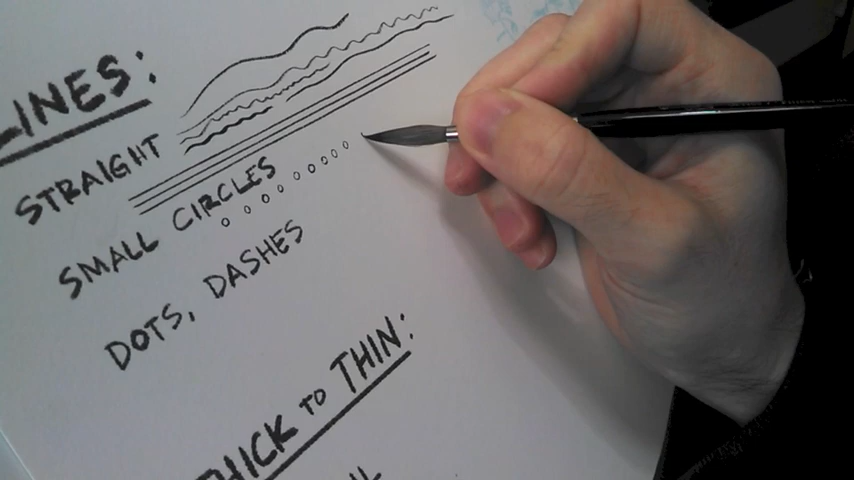 LINES:
STRAIGHT
SMALL CIRCLES
DOTS, DASHES
THICK TO THIN: